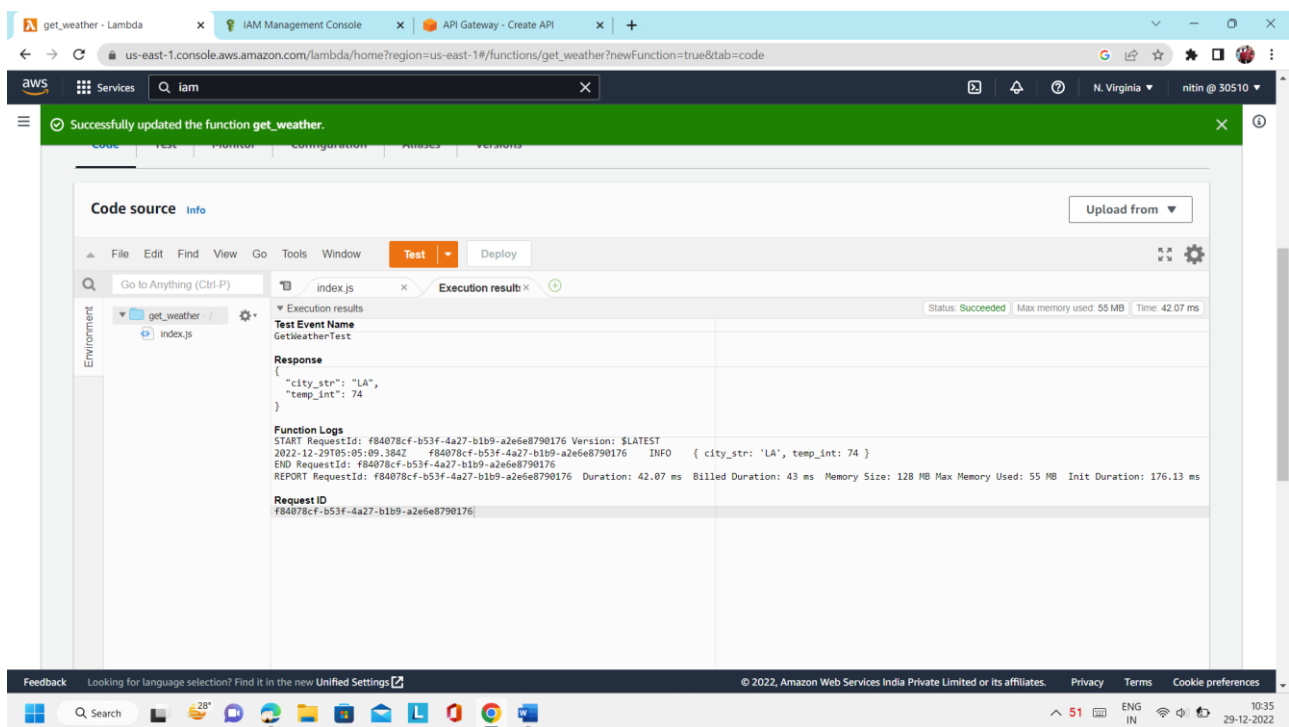 get_weather - Lambda
IAM Management Console
API Gateway - Create API
us-east-1.console.aws.amazon.com/lambda/home?region=us-east-1#/functions/get_weather?newFunction=true&tab=code
aws Services iam N. Virginia ▼ nitin @ 30510 ▼
Successfully updated the function get_weather.
Code Test Monitor Configuration Aliases Versions
Code source Info Upload from ▼
File Edit Find View Go Tools Window Test Deploy
Go to Anything (Ctrl-P) index.js Execution results
Environment
get_weather - /
index.js
▼ Execution results Status: Succeeded Max memory used: 55 MB Time: 42.07 ms
Test Event Name
GetWeatherTest
Response
{
"city_str": "LA",
"temp_int": 74
}
Function Logs
START RequestId: f84078cf-b53f-4a27-b1b9-a2e6e8790176 Version: $LATEST
2022-12-29T05:05:09.384Z f84078cf-b53f-4a27-b1b9-a2e6e8790176 INFO { city_str: 'LA', temp_int: 74 }
END RequestId: f84078cf-b53f-4a27-b1b9-a2e6e8790176
REPORT RequestId: f84078cf-b53f-4a27-b1b9-a2e6e8790176 Duration: 42.07 ms Billed Duration: 43 ms Memory Size: 128 MB Max Memory Used: 55 MB Init Duration: 176.13 ms
Request ID
f84078cf-b53f-4a27-b1b9-a2e6e8790176
Feedback Looking for language selection? Find it in the new Unified Settings © 2022, Amazon Web Services India Private Limited or its affiliates. Privacy Terms Cookie preferences
Search 28° 51 ENG IN 10:35
29-12-2022